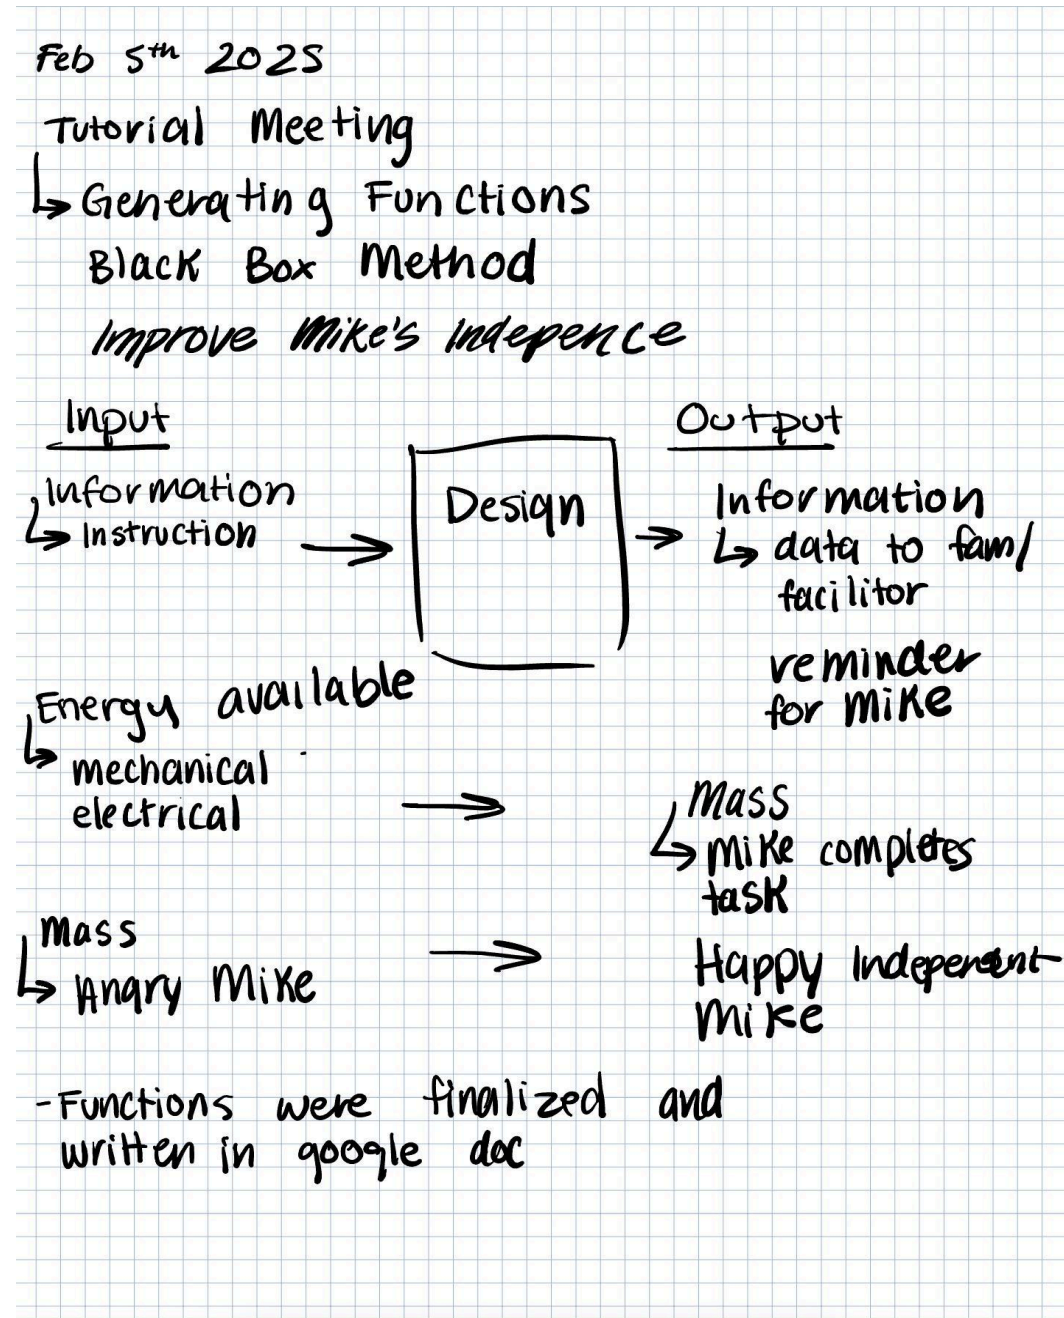 Feb 5th 2025
Tutorial Meeting
Generating Functions
Black Box Method
Improve Mike's Indepence
Input
Information
Instruction
Design
Output
Information
data to fam/
facilitor
reminder
for Mike
Energy available
mechanical
electrical
Mass
Mike completes
task
Mass
Angry Mike
Happy Indepenent
Mike
- Functions were finalized and
written in google doc